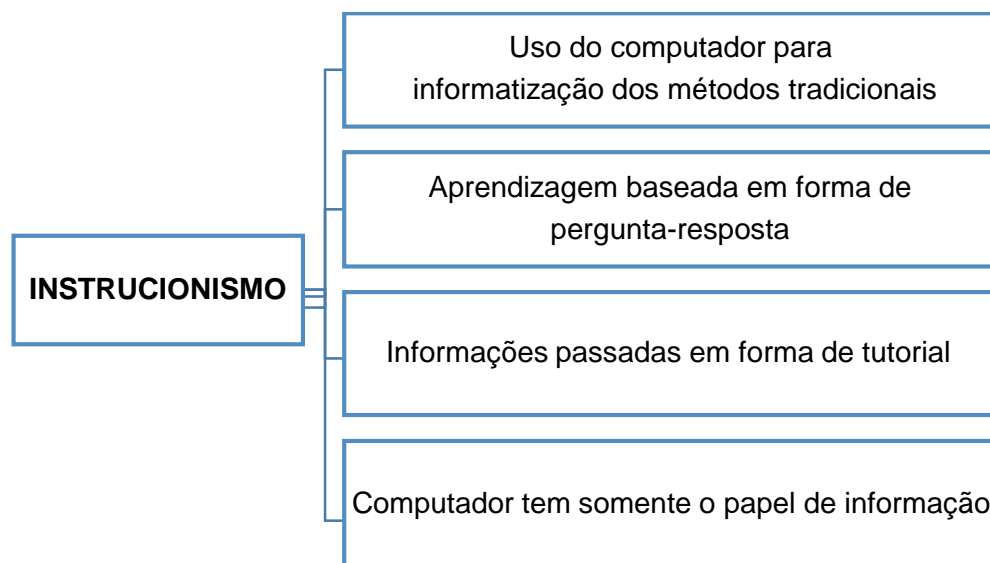 Uso do computador para
informatização dos métodos tradicionais
Aprendizagem baseada em forma de
pergunta-resposta
INSTRUCIONISMO
Informações passadas em forma de tutorial
Computador tem somente o papel de informação